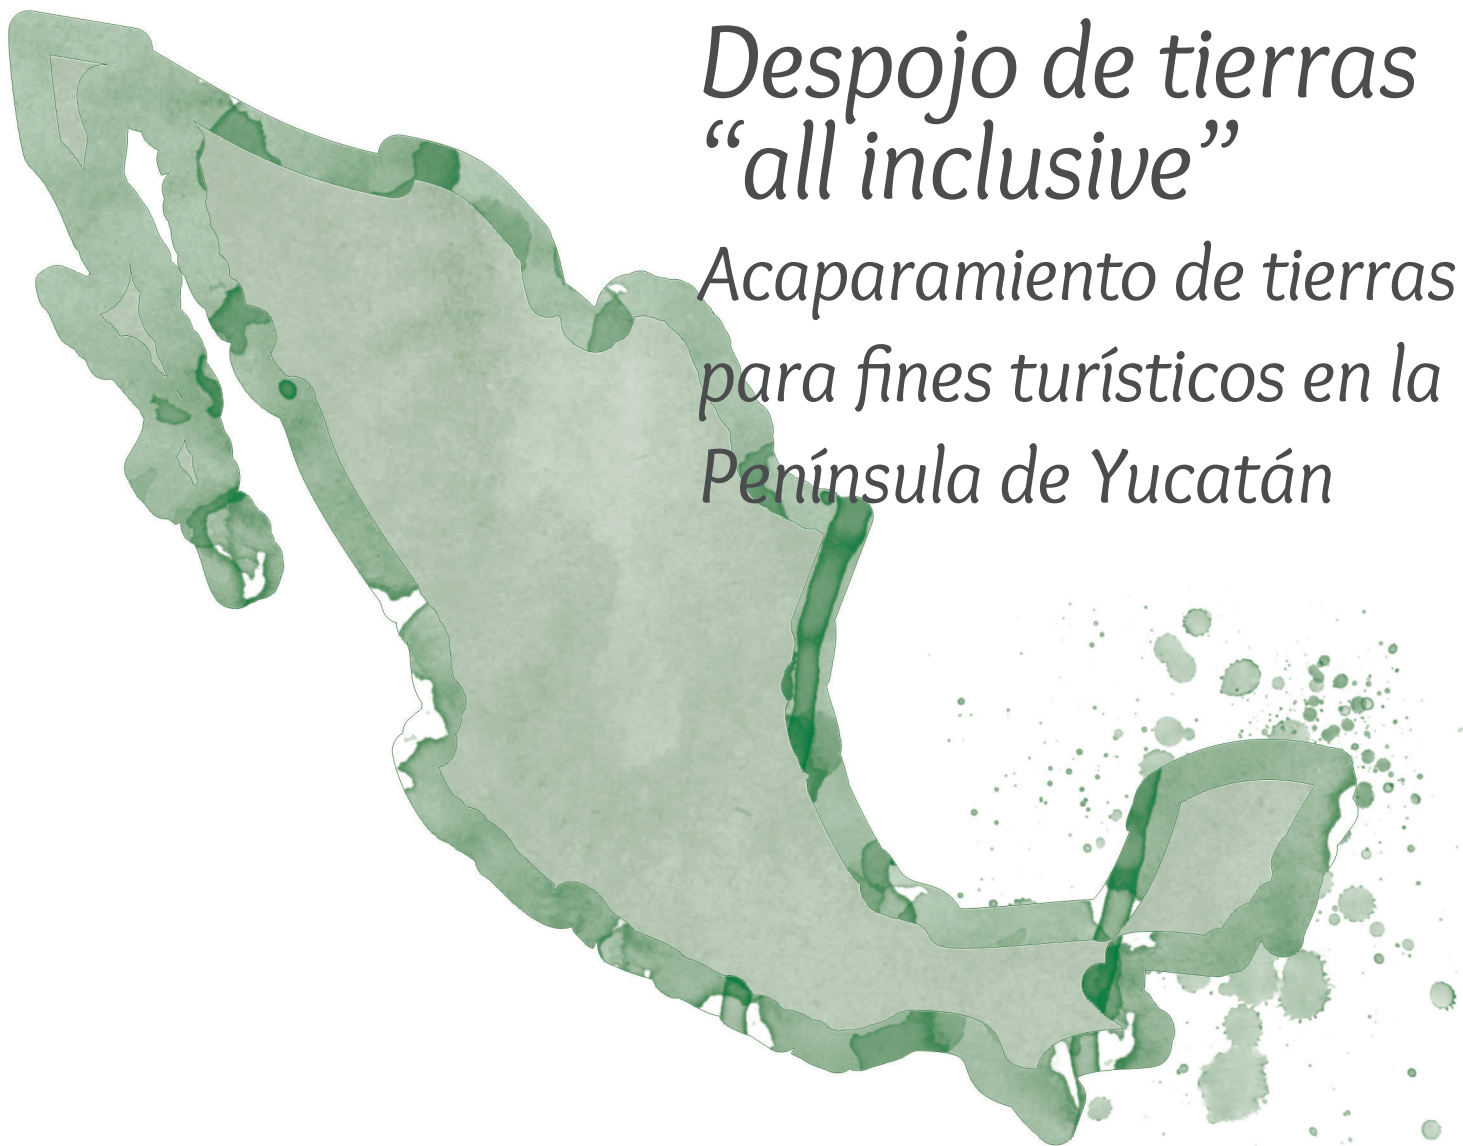 Despojo de tierras
“all inclusive”
Acaparamiento de tierras
para fines turísticos en la
Península de Yucatán